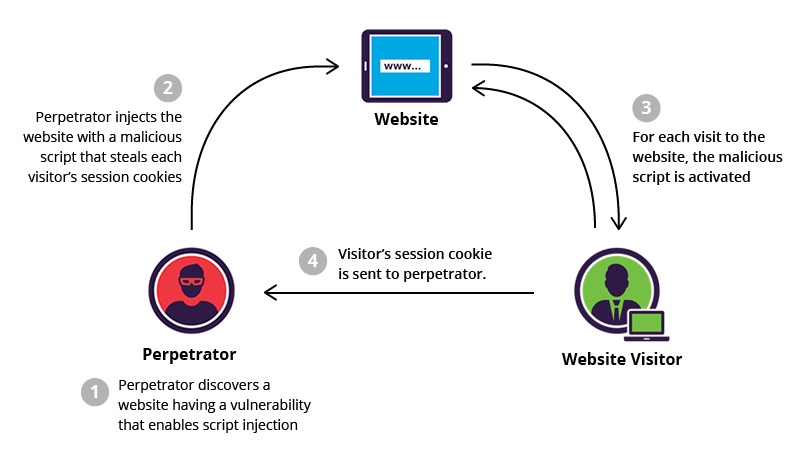 www...
Website
2
Perpetrator injects the
website with a malicious
script that steals each
visitor’s session cookies
3
For each visit to the
website, the malicious
script is activated
4
Visitor’s session cookie
is sent to perpetrator.
Perpetrator
Website Visitor
1
Perpetrator discovers a
website having a vulnerability
that enables script injection